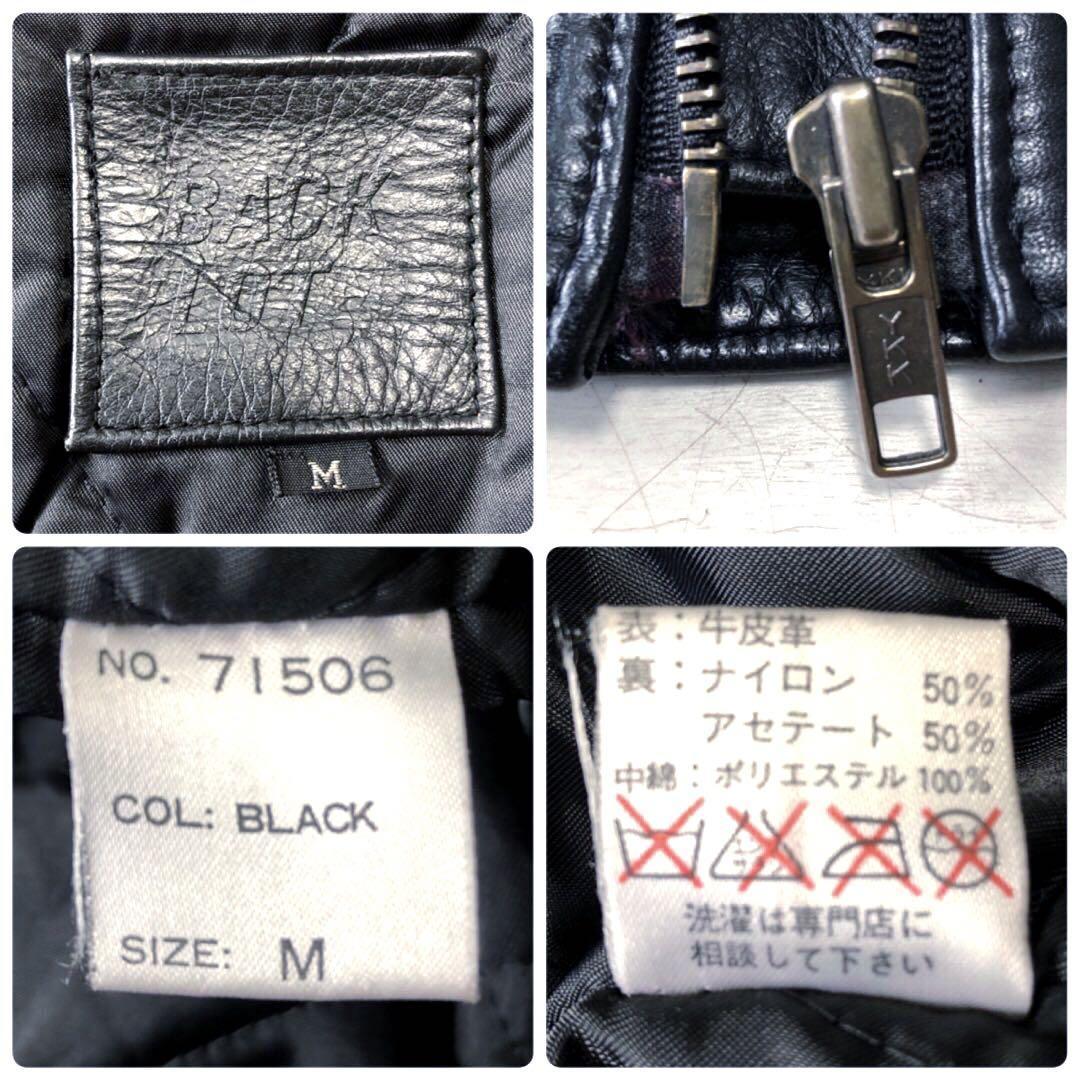 BACK
LOT
M
YKK
NO. 71506
COL: BLACK
SIZE: M
表：牛皮革
裏：ナイロン 50%
アセテート 50%
中綿：ポリエステル 100%
洗濯は専門店に
相談して下さい